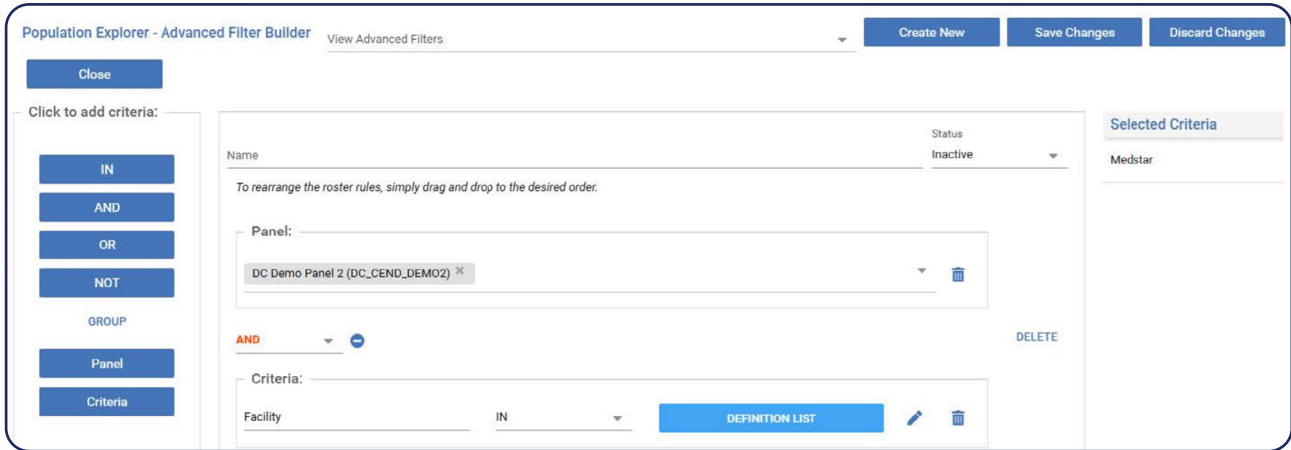 Population Explorer - Advanced Filter Builder
View Advanced Filters
Create New
Save Changes
Discard Changes
Close
Click to add criteria:
IN
AND
OR
NOT
GROUP
Panel
Criteria
Name
Status
Inactive
To rearrange the roster rules, simply drag and drop to the desired order.
Panel:
DC Demo Panel 2 (DC_CEND_DEMO2) ×
AND
DELETE
Criteria:
Facility
IN
DEFINITION LIST
Selected Criteria
Medstar